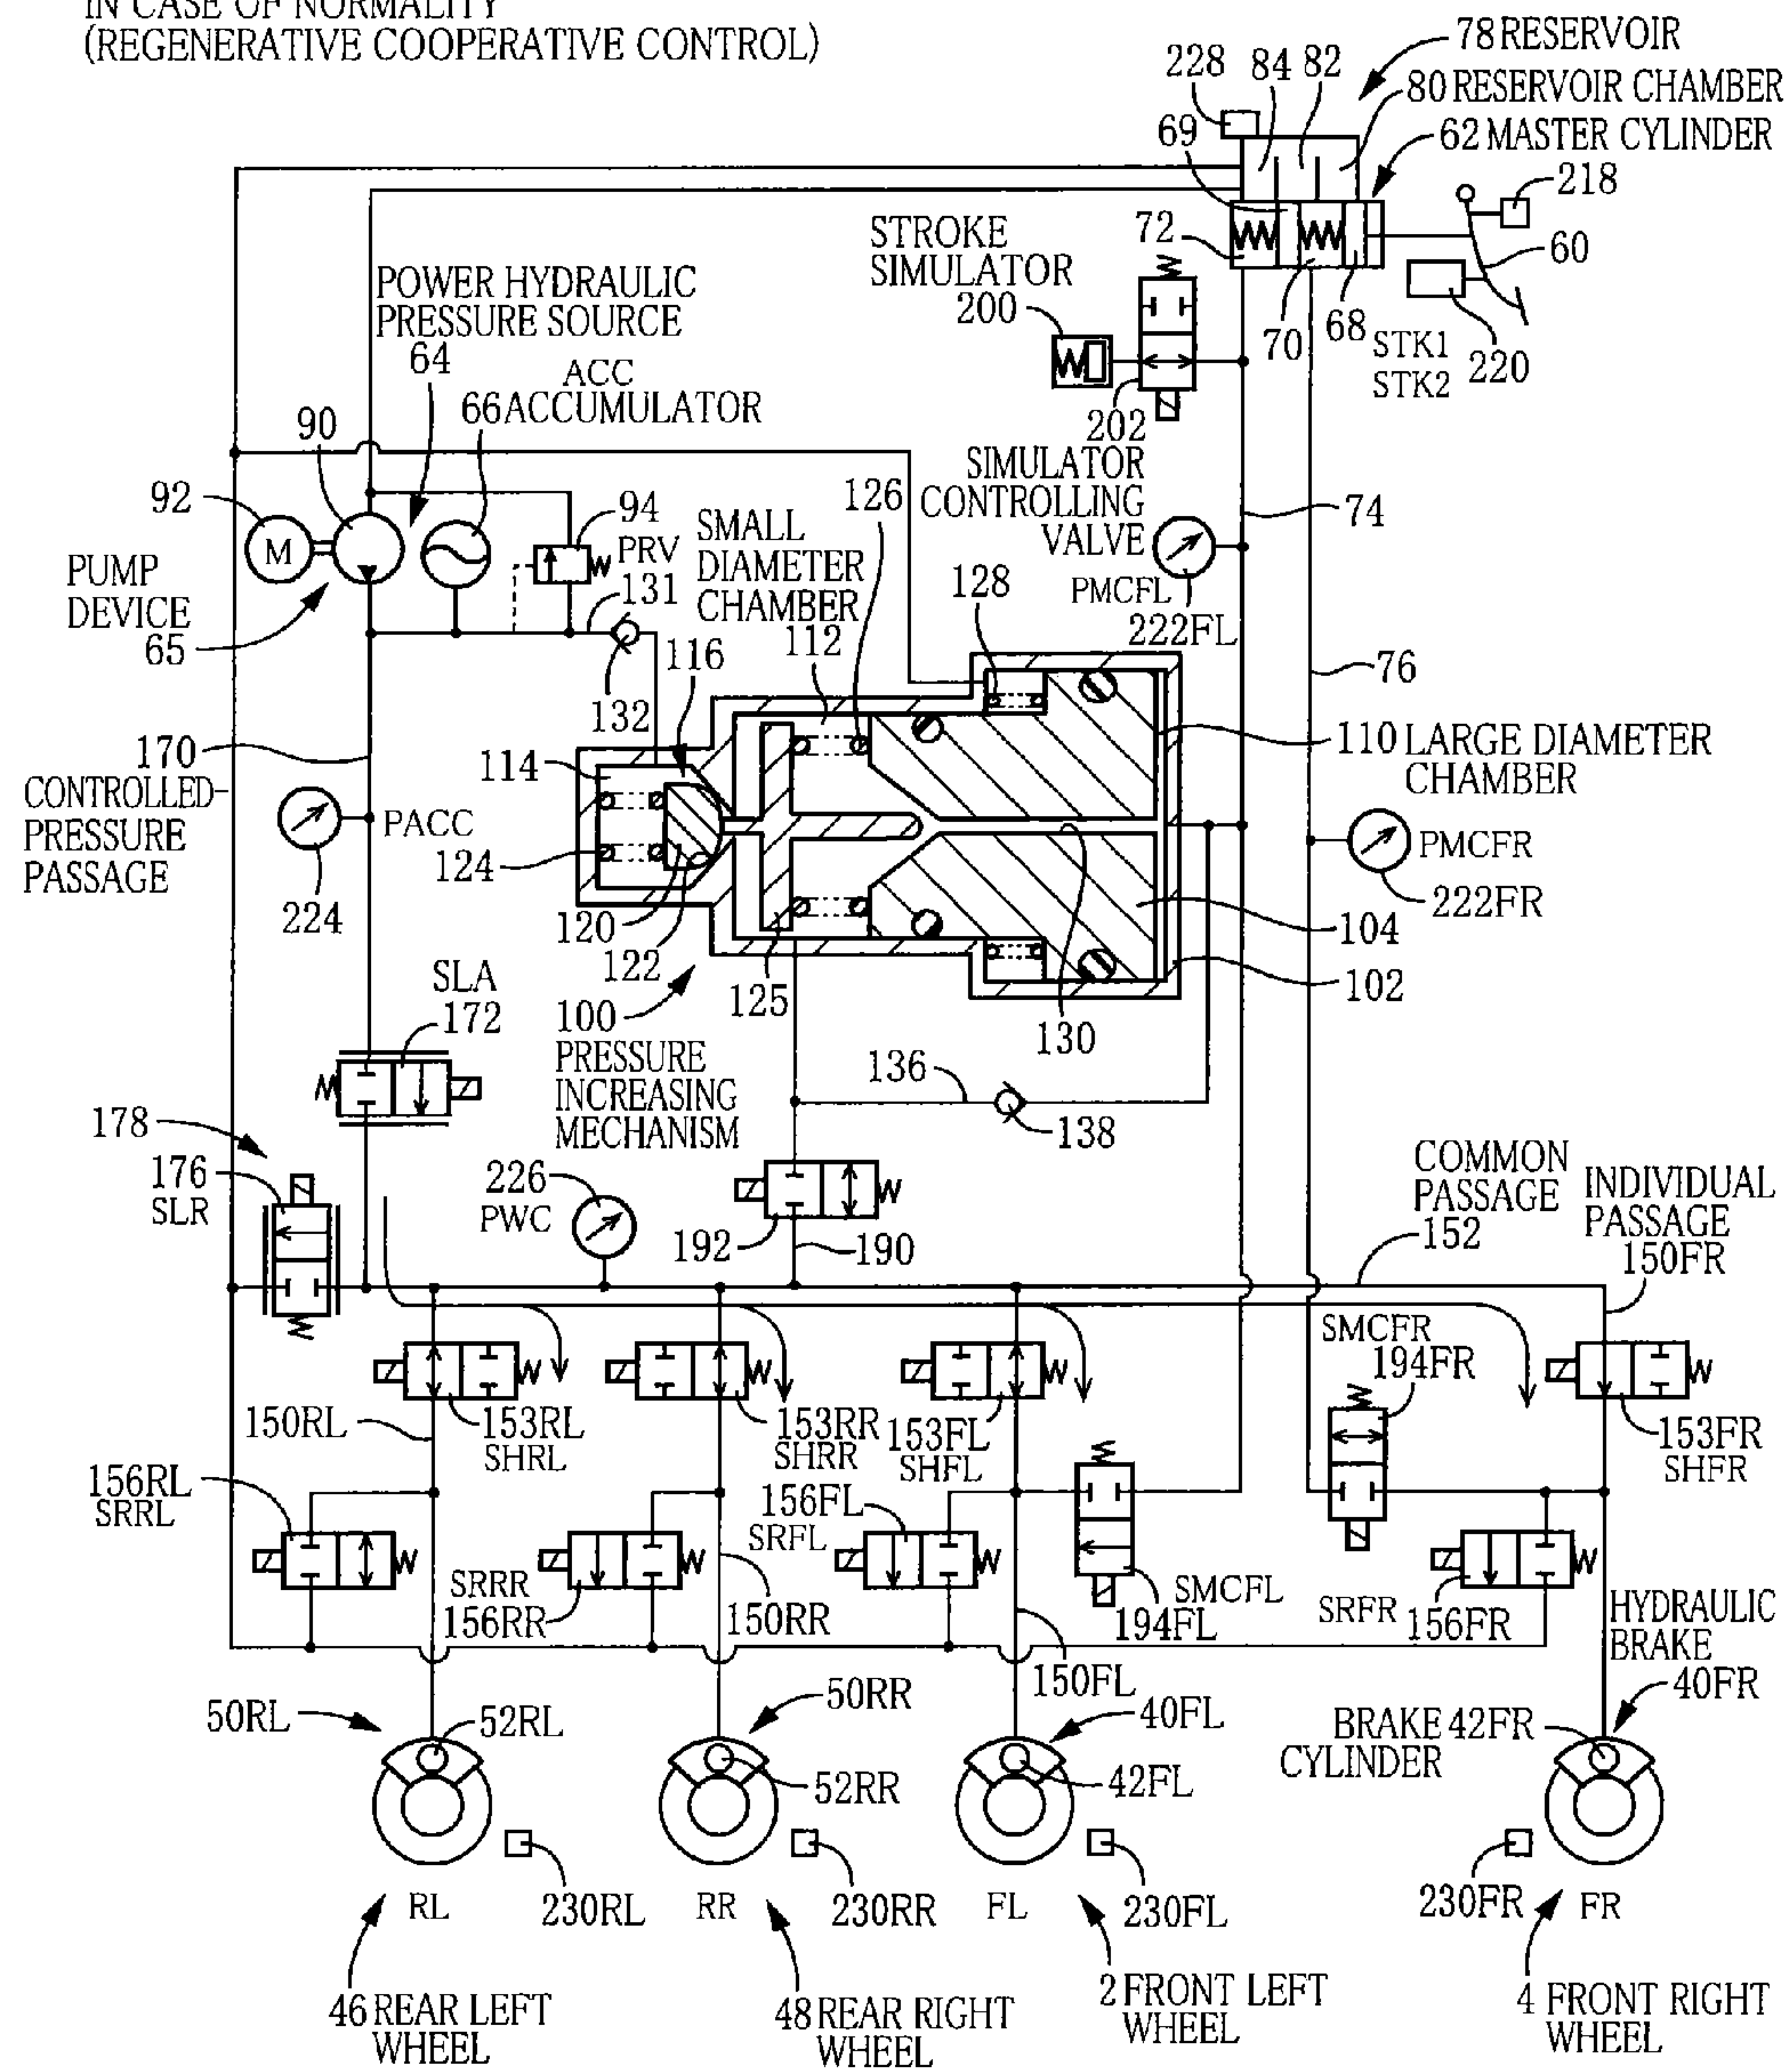 IN CASE OF NORMALITY
(REGENERATIVE COOPERATIVE CONTROL)
78 RESERVOIR
228 84 82
80 RESERVOIR CHAMBER
69
62 MASTER CYLINDER
218
72
STROKE
SIMULATOR
200
60
POWER HYDRAULIC
PRESSURE SOURCE
64
70
68
STK1
STK2
220
ACC
66 ACCUMULATOR
90
202
SIMULATOR
CONTROLLING
VALVE
92
94
PRV
SMALL
DIAMETER
CHAMBER
112
126
74
M
PUMP
DEVICE
65
131
128
PMCFL
222FL
116
132
76
170
CONTROLLED-
PRESSURE
PASSAGE
114
110 LARGE DIAMETER
CHAMBER
PACC
124
PMCFR
222FR
224
120
122
104
SLA
172
125
102
100
PRESSURE
INCREASING
MECHANISM
130
136
178
138
176
SLR
226
PWC
COMMON
PASSAGE
152
INDIVIDUAL
PASSAGE
150FR
192
190
SMCFR
194FR
150RL
153RL
SHRL
153RR
SHRR
153FL
SHFL
153FR
SHFR
156RL
SRRL
156FL
SRFL
SRRR
156RR
150RR
SMCFL
194FL
SRFR
156FR
HYDRAULIC
BRAKE
150FL
50RL
52RL
50RR
40FL
40FR
BRAKE
CYLINDER
42FR
52RR
42FL
RL
230RL
RR
230RR
FL
230FL
230FR
FR
46 REAR LEFT
WHEEL
48 REAR RIGHT
WHEEL
2 FRONT LEFT
WHEEL
4 FRONT RIGHT
WHEEL